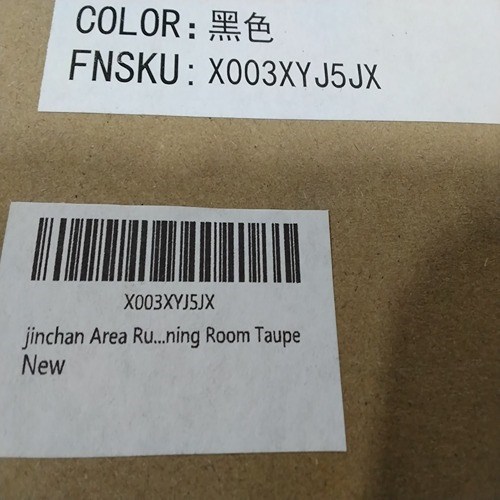 COLOR: 黑色
FNSKU: X003XYJ5JX
X003XYJ5JX
jinchan Area Ru...ning Room Taupe
New